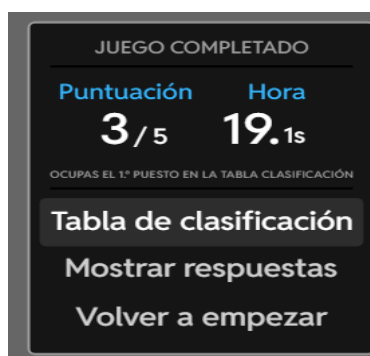 JUEGO COMPLETADO
Puntuación Hora
3/5 19.1s
OCUPAS EL 1.º PUESTO EN LA TABLA CLASIFICACIÓN
Tabla de clasificación
Mostrar respuestas
Volver a empezar